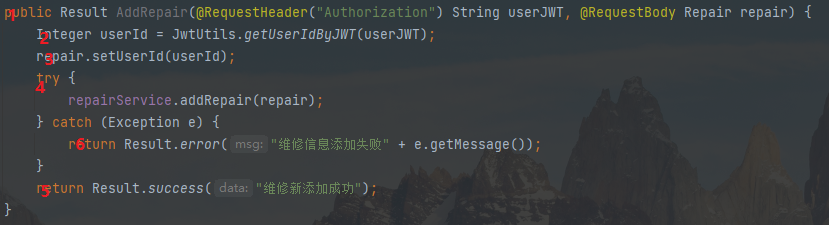 1 public Result AddRepair(@RequestHeader("Authorization") String userJWT, @RequestBody Repair repair) {
2 Integer userId = JwtUtils.getUserIdByJWT(userJWT);
3 repair.setUserId(userId);
4 try {
repairService.addRepair(repair);
} catch (Exception e) {
6 return Result.error( msg: "维修信息添加失败" + e.getMessage());
}
5 return Result.success( data: "维修新添加成功");
}